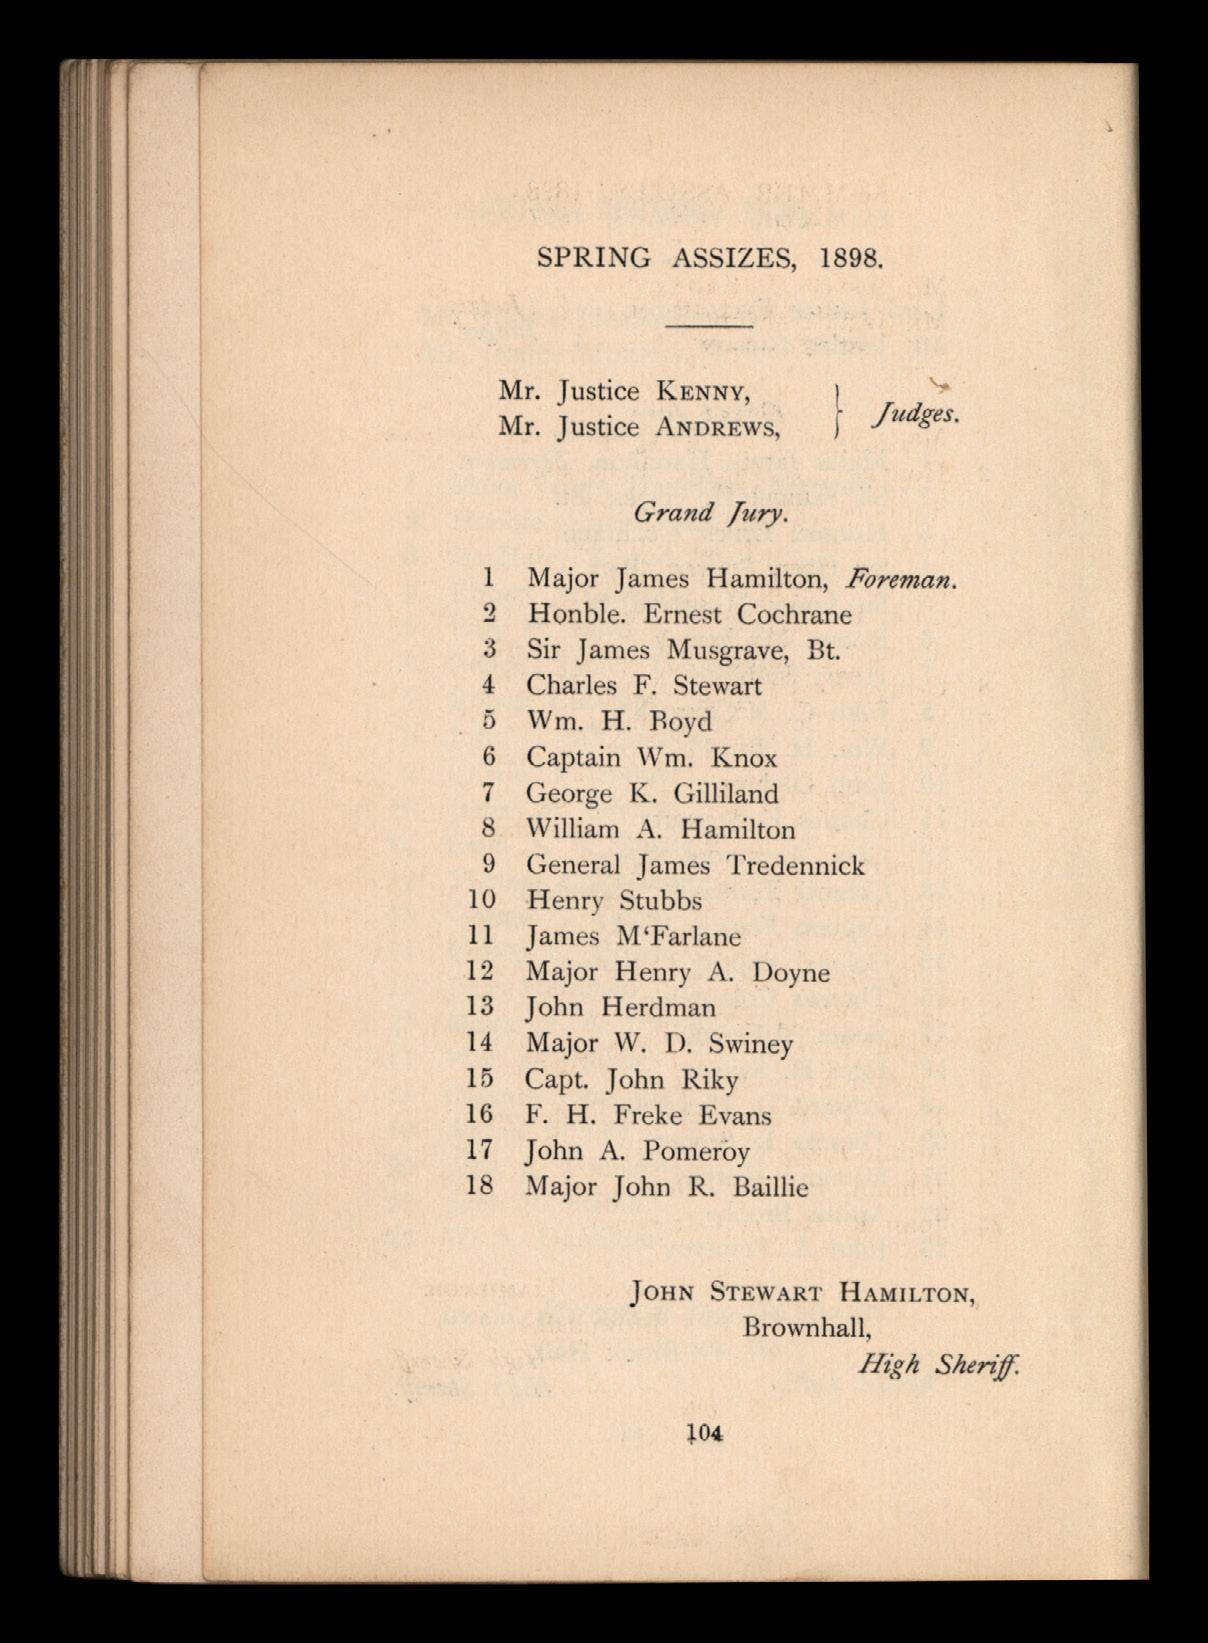 SPRING ASSIZES, 1898.
Mr. Justice KENNY,
Mr. Justice ANDREWS,
} Judges.
Grand Jury.
1 Major James Hamilton, Foreman.
2 Honble. Ernest Cochrane
3 Sir James Musgrave, Bt.
4 Charles F. Stewart
5 Wm. H. Boyd
6 Captain Wm. Knox
7 George K. Gilliland
8 William A. Hamilton
9 General James Tredennick
10 Henry Stubbs
11 James M‘Farlane
12 Major Henry A. Doyne
13 John Herdman
14 Major W. D. Swiney
15 Capt. John Riky
16 F. H. Freke Evans
17 John A. Pomeroy
18 Major John R. Baillie
JOHN STEWART HAMILTON,
Brownhall,
High Sheriff.
104